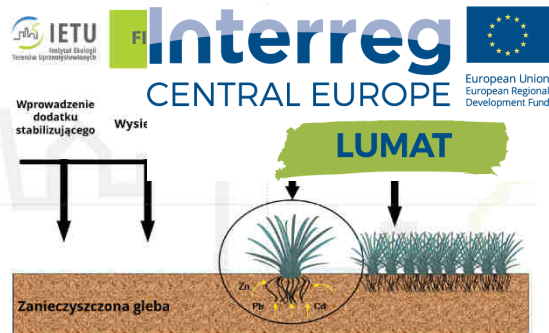 IETU
Instytut Ekologii
Terenów Uprzemysłowionych
FI
Interreg
CENTRAL EUROPE
European Union
European Regional
Development Fund
LUMAT
Wprowadzenie
dodatku
stabilizującego
Wysie
Zn
Pb
Cd
Zanieczyszczona gleba